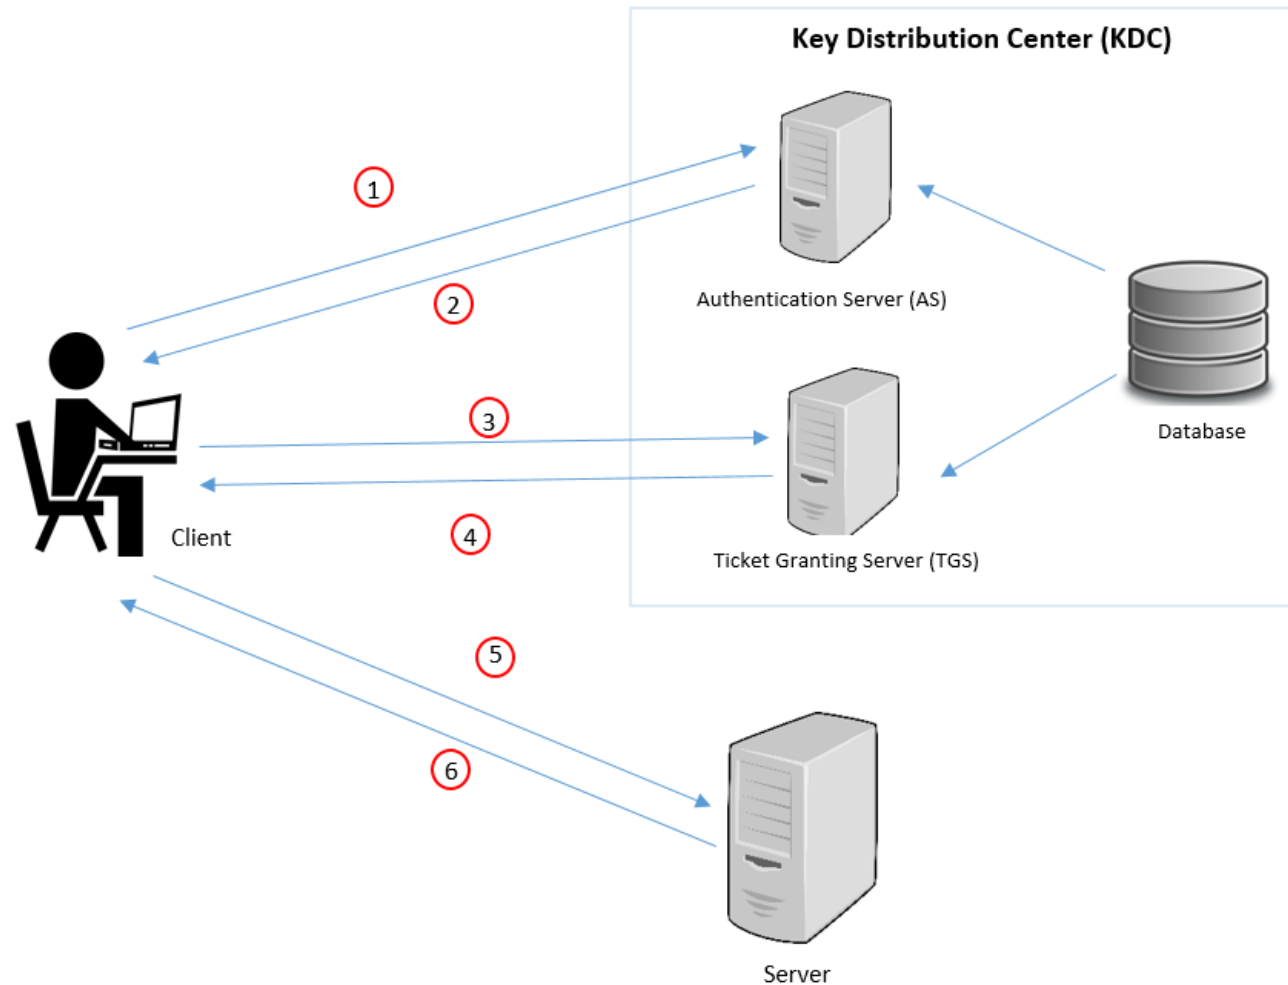 Key Distribution Center (KDC)
1
Authentication Server (AS)
2
3
Database
4
Client
Ticket Granting Server (TGS)
5
6
Server